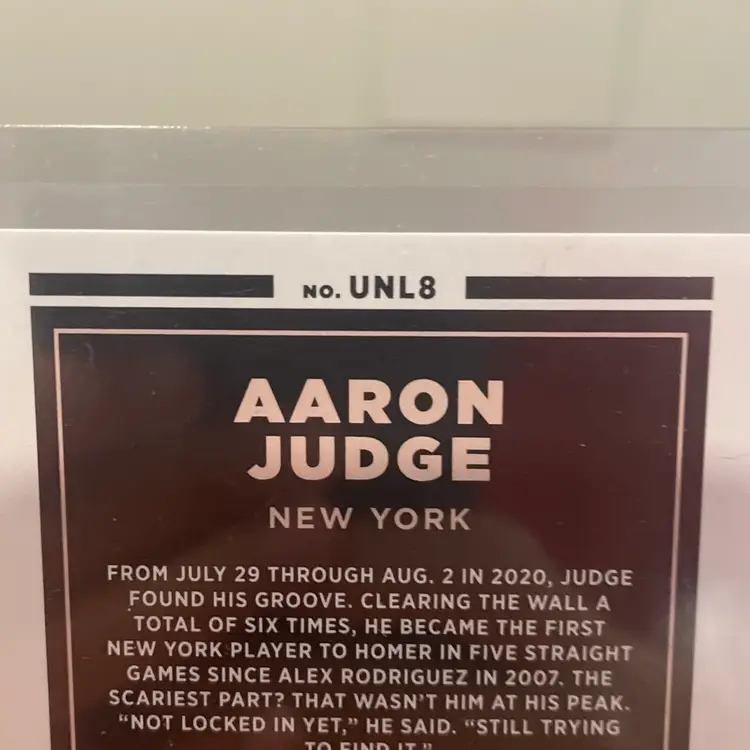 NO. UNL8
AARON
JUDGE
NEW YORK
FROM JULY 29 THROUGH AUG. 2 IN 2020, JUDGE
FOUND HIS GROOVE. CLEARING THE WALL A
TOTAL OF SIX TIMES, HE BECAME THE FIRST
NEW YORK PLAYER TO HOMER IN FIVE STRAIGHT
GAMES SINCE ALEX RODRIGUEZ IN 2007. THE
SCARIEST PART? THAT WASN'T HIM AT HIS PEAK.
“NOT LOCKED IN YET,” HE SAID. “STILL TRYING
TO FIND IT.”